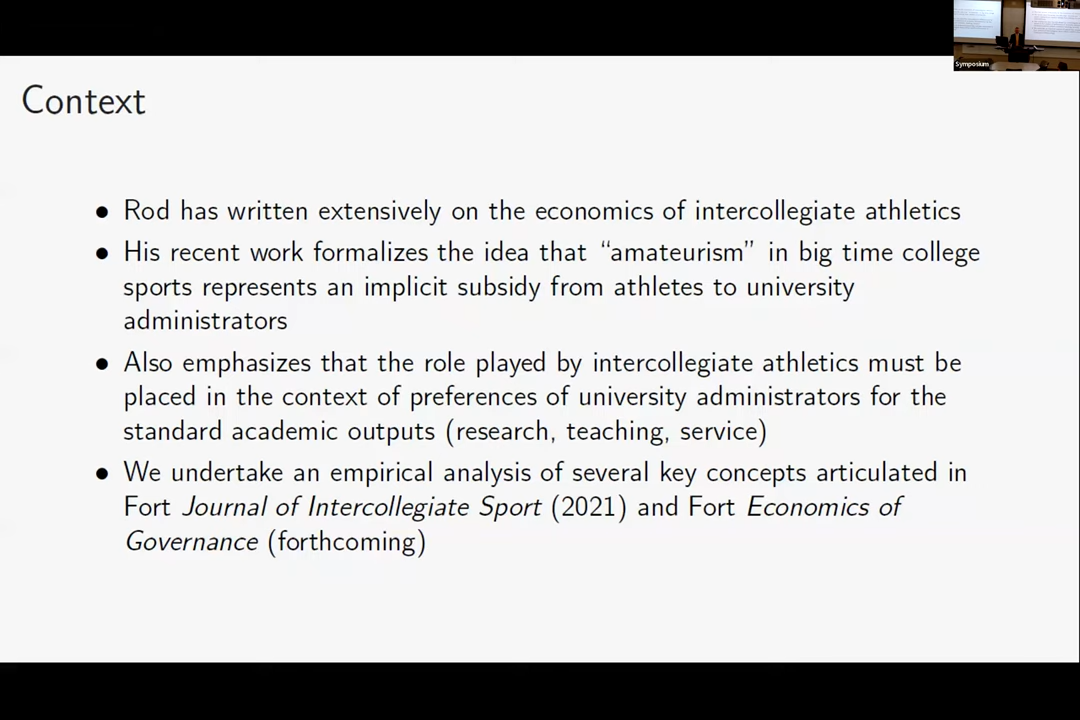 Symposium
Context
• Rod has written extensively on the economics of intercollegiate athletics
• His recent work formalizes the idea that “amateurism” in big time college
sports represents an implicit subsidy from athletes to university
administrators
• Also emphasizes that the role played by intercollegiate athletics must be
placed in the context of preferences of university administrators for the
standard academic outputs (research, teaching, service)
• We undertake an empirical analysis of several key concepts articulated in
Fort Journal of Intercollegiate Sport (2021) and Fort Economics of
Governance (forthcoming)